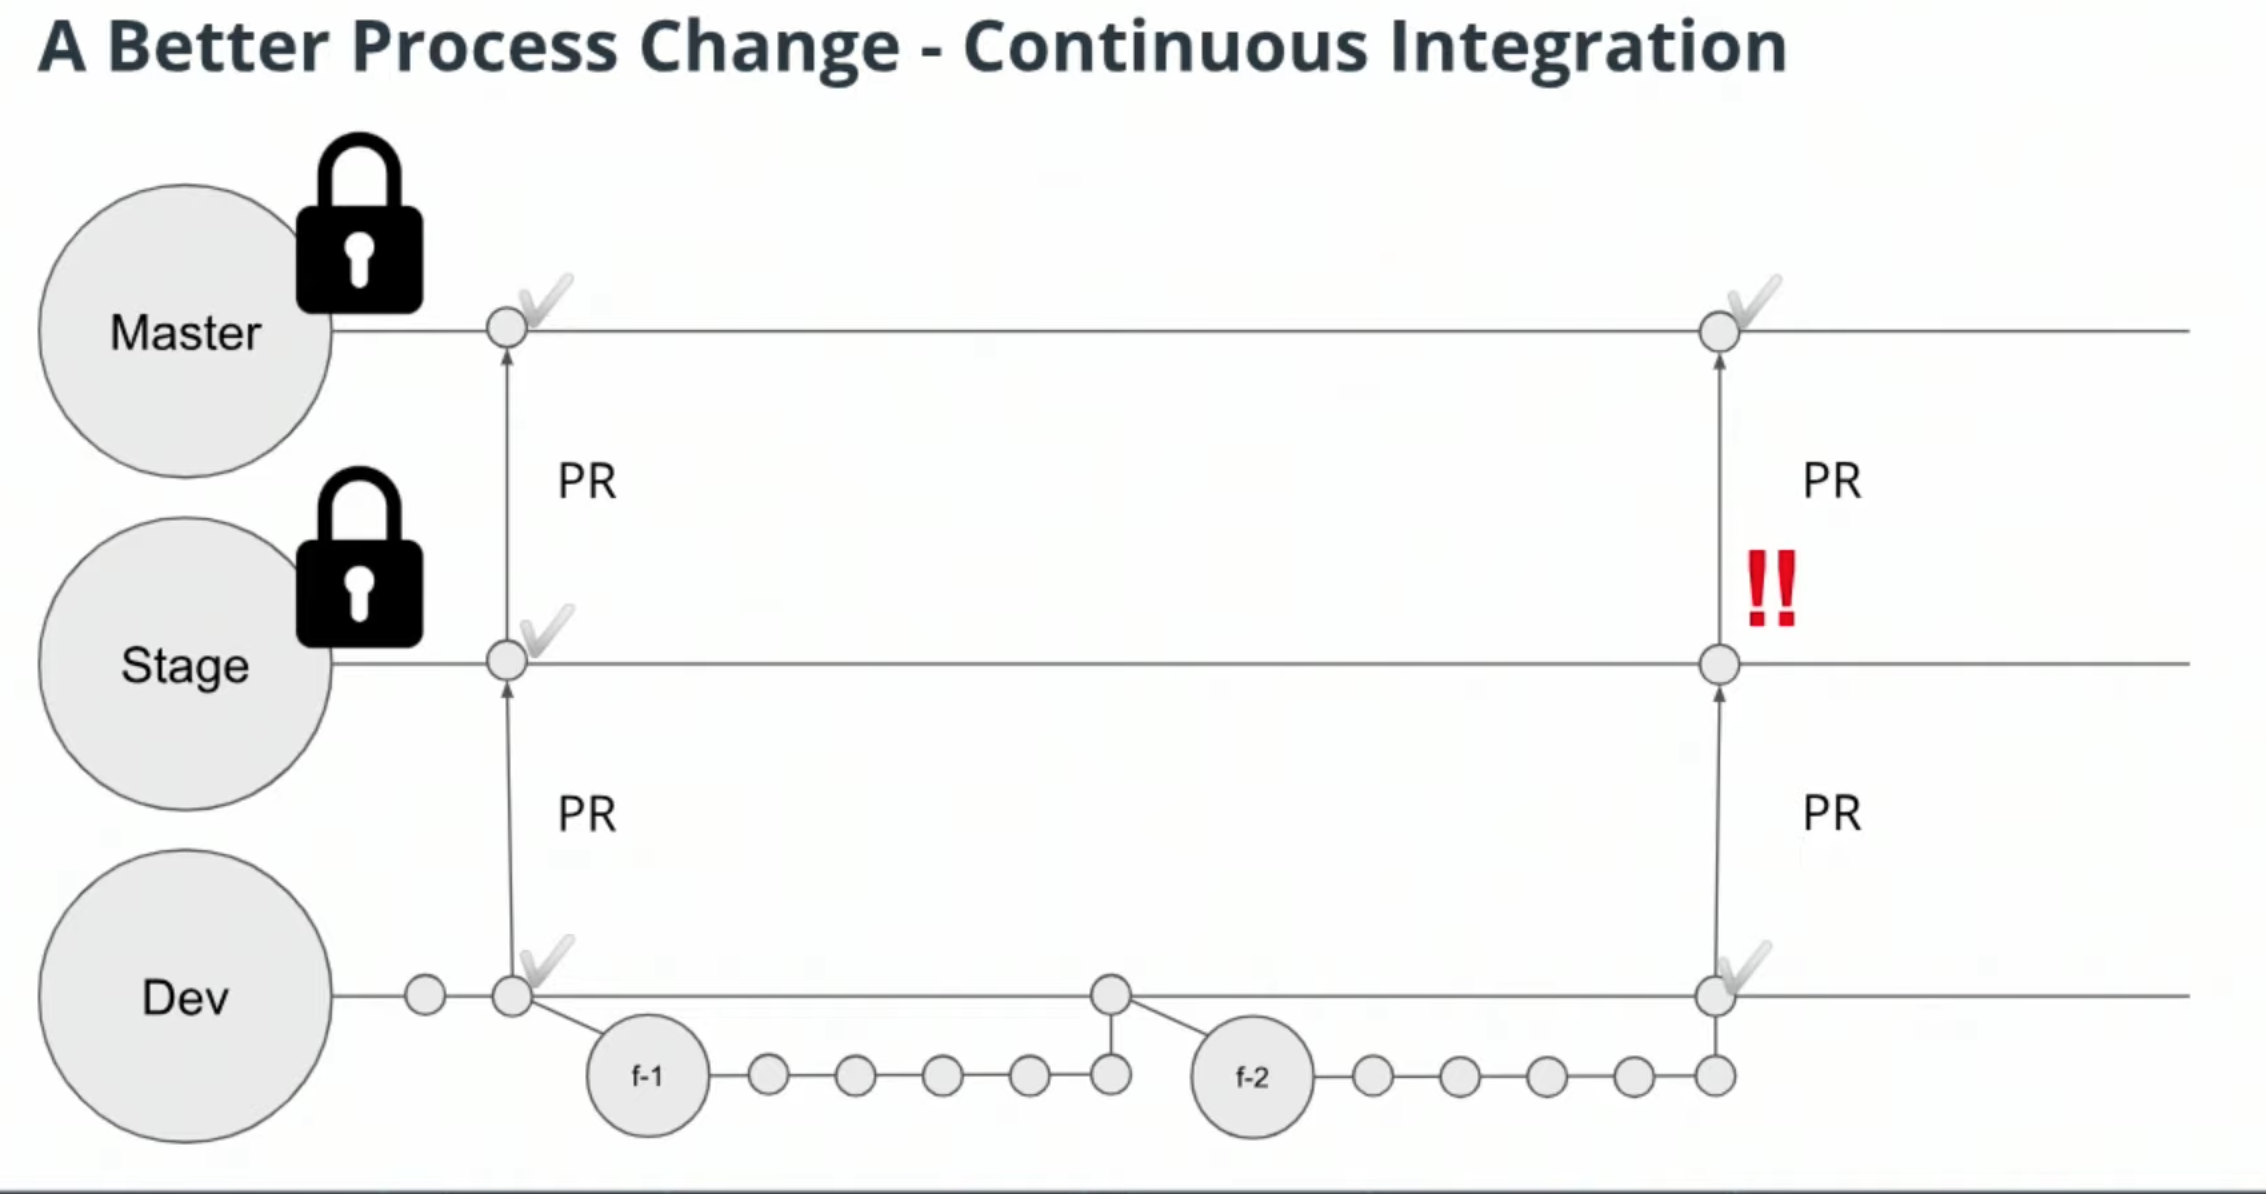 A Better Process Change - Continuous Integration
Master
PR
PR
‼
Stage
PR
PR
Dev
f-1
f-2